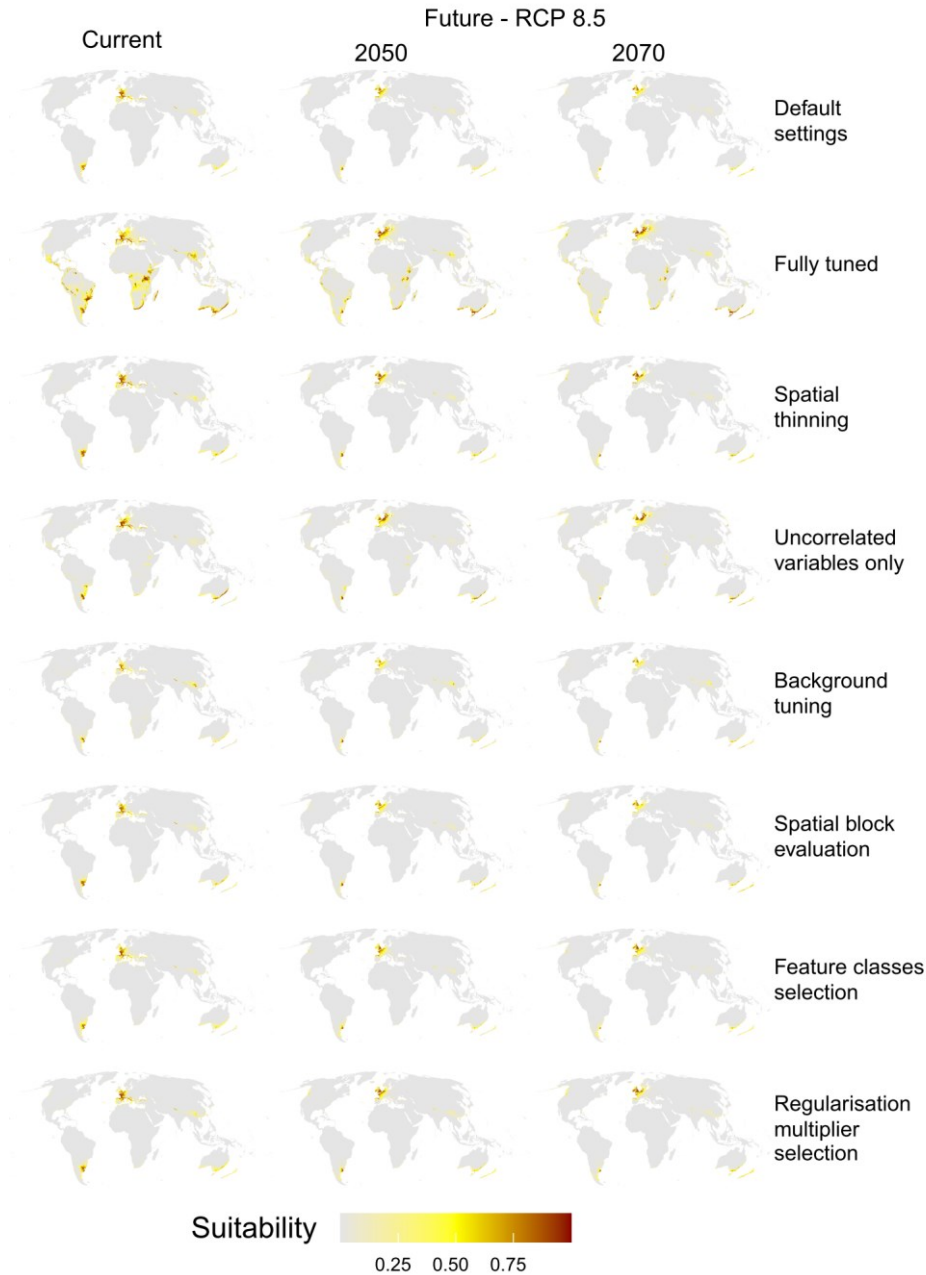 Future - RCP 8.5
Current
2050
2070
Default
settings
Fully tuned
Spatial
thinning
Uncorrelated
variables only
Background
tuning
Spatial block
evaluation
Feature classes
selection
Regularisation
multiplier
selection
Suitability
0.25 0.50 0.75